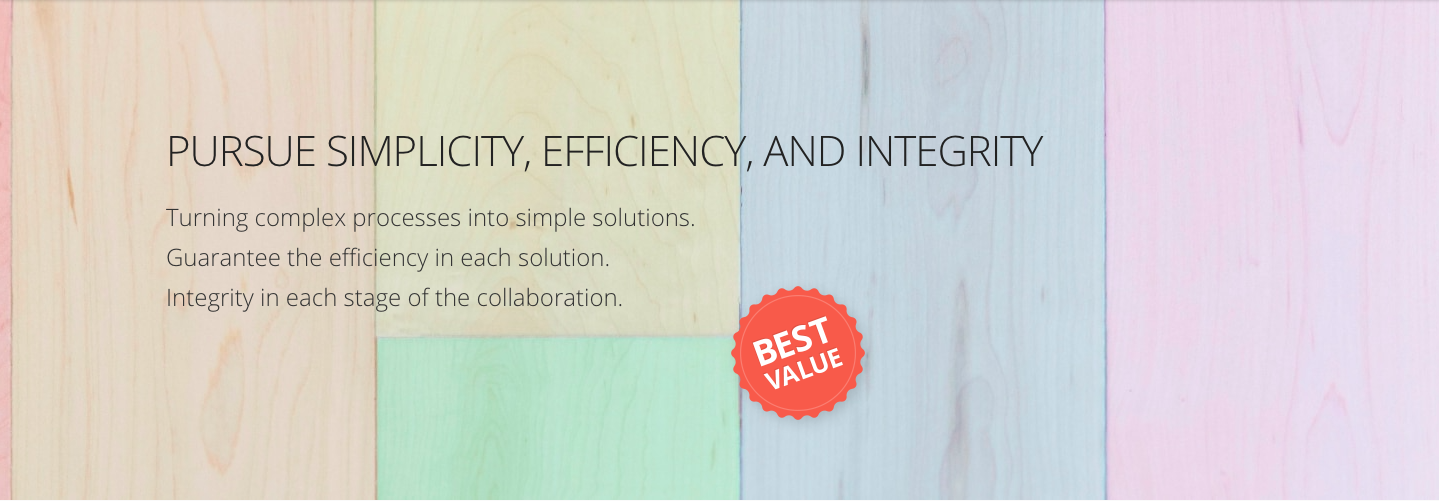 PURSUE SIMPLICITY, EFFICIENCY, AND INTEGRITY
Turning complex processes into simple solutions.
Guarantee the efficiency in each solution.
Integrity in each stage of the collaboration.
BEST
VALUE